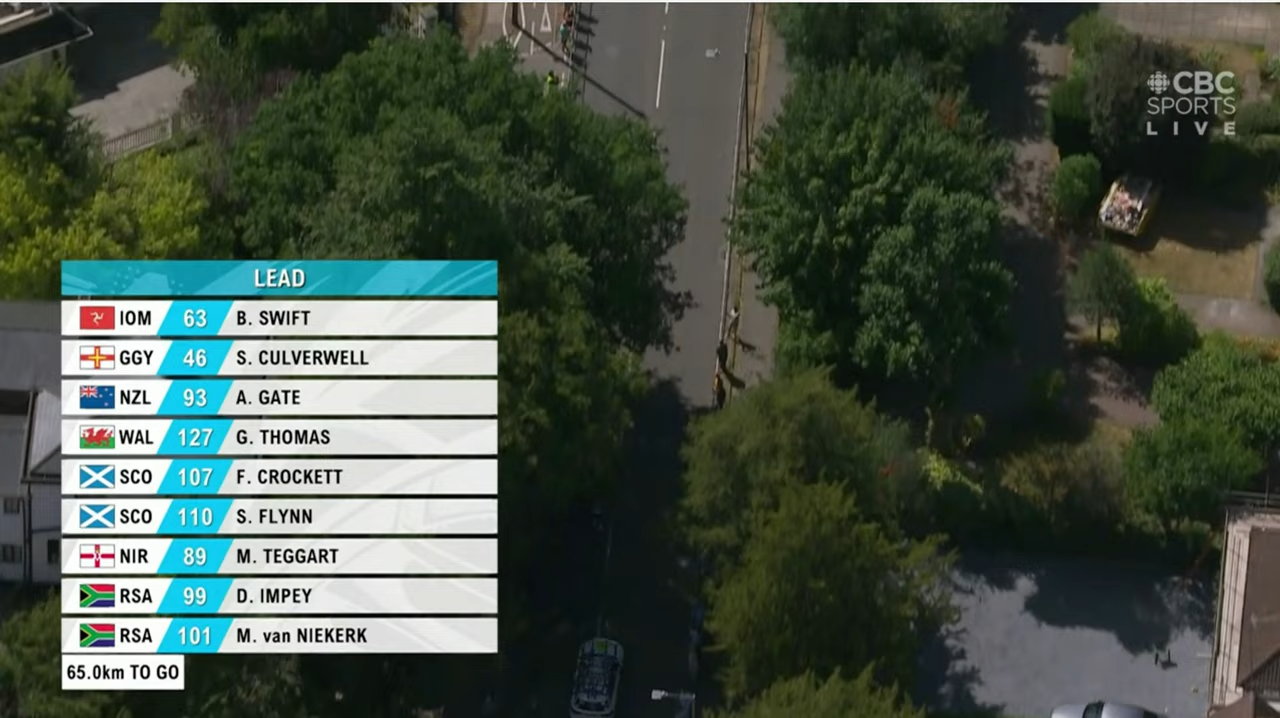 CBC
SPORTS
LIVE
LEAD
IOM 63 B. SWIFT
GGY 46 S. CULVERWELL
NZL 93 A. GATE
WAL 127 G. THOMAS
SCO 107 F. CROCKETT
SCO 110 S. FLYNN
NIR 89 M. TEGGART
RSA 99 D. IMPEY
RSA 101 M. van NIEKERK
65.0km TO GO